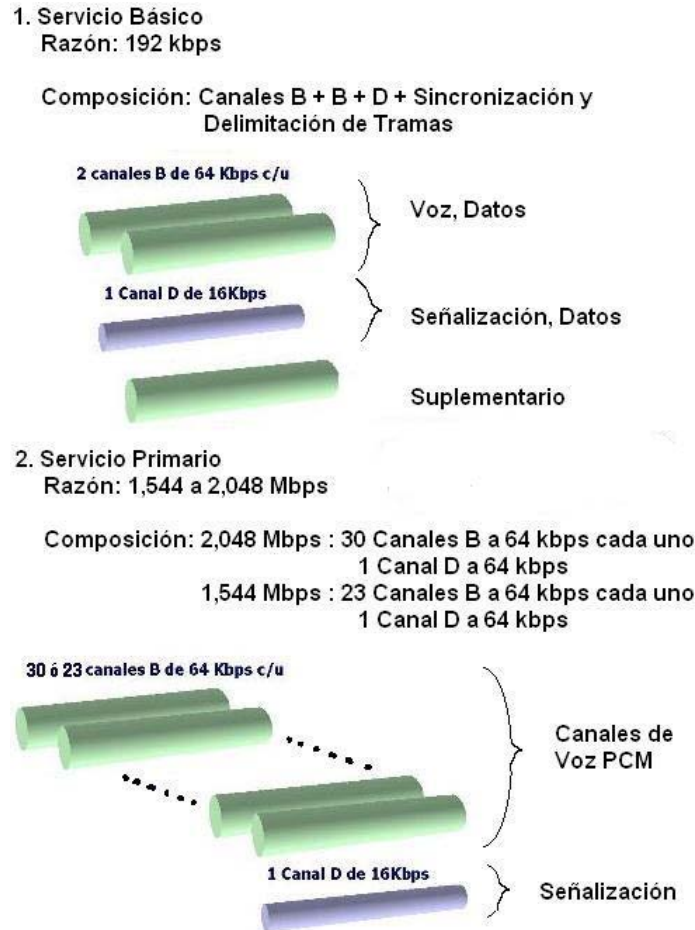 1. Servicio Básico
Razón: 192 kbps
Composición: Canales B + B + D + Sincronización y
Delimitación de Tramas
2 canales B de 64 Kbps c/u
Voz, Datos
1 Canal D de 16Kbps
Señalización, Datos
Suplementario
2. Servicio Primario
Razón: 1,544 a 2,048 Mbps
Composición: 2,048 Mbps : 30 Canales B a 64 kbps cada uno
1 Canal D a 64 kbps
1,544 Mbps : 23 Canales B a 64 kbps cada uno
1 Canal D a 64 kbps
30 ó 23 canales B de 64 Kbps c/u
Canales de
Voz PCM
1 Canal D de 16Kbps
Señalización